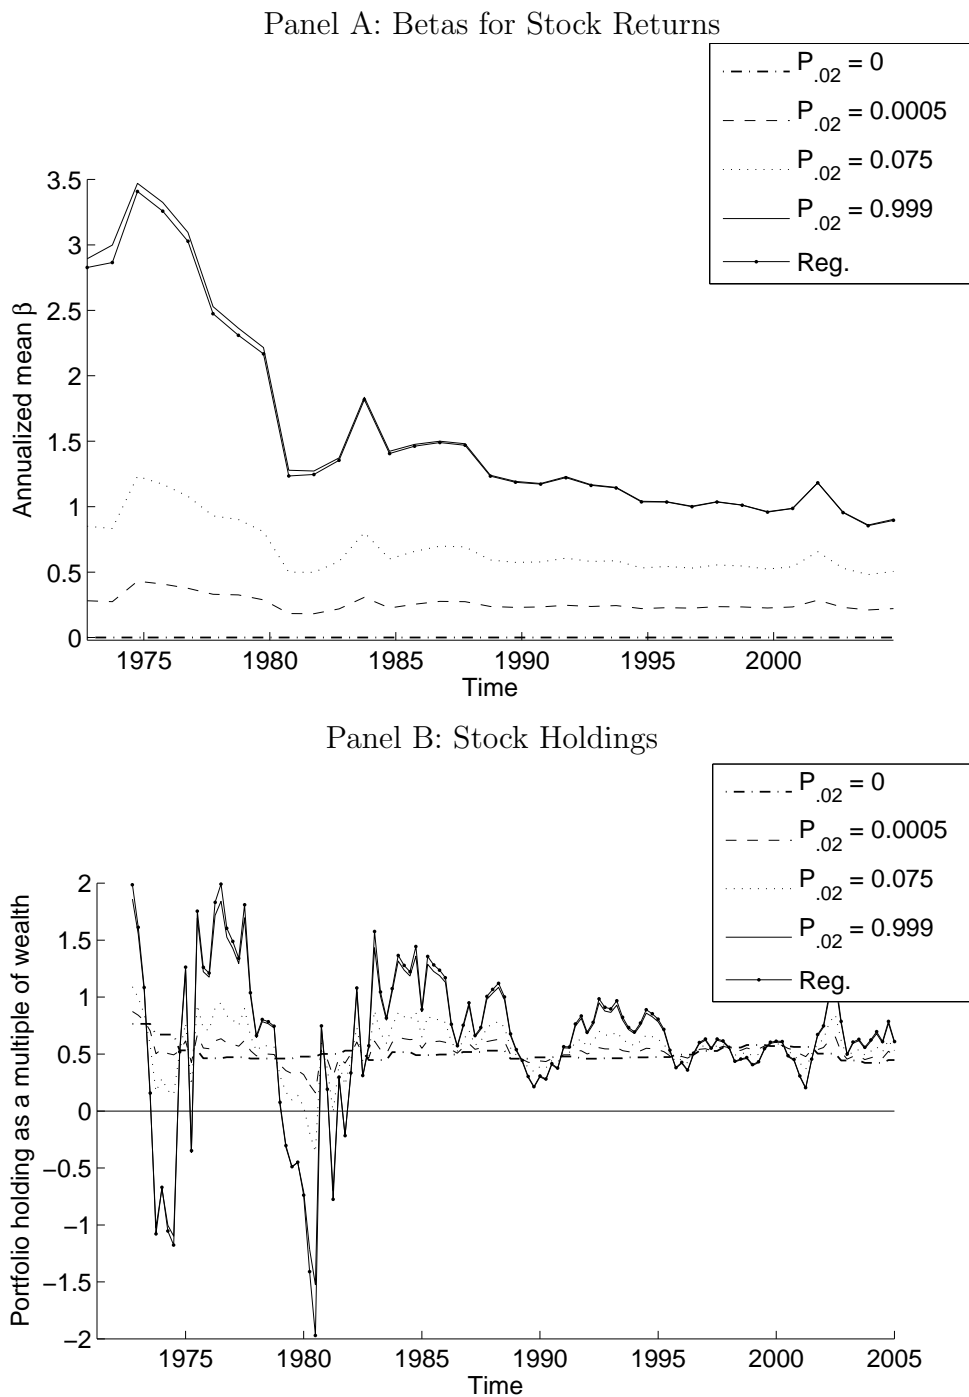 Panel A: Betas for Stock Returns
P.02 = 0
P.02 = 0.0005
P.02 = 0.075
P.02 = 0.999
Reg.
Annualized mean β
3.5
3
2.5
2
1.5
1
0.5
0
1975 1980 1985 1990 1995 2000
Time
Panel B: Stock Holdings
P.02 = 0
P.02 = 0.0005
P.02 = 0.075
P.02 = 0.999
Reg.
Portfolio holding as a multiple of wealth
2
1.5
1
0.5
0
−0.5
−1
−1.5
−2
1975 1980 1985 1990 1995 2000 2005
Time